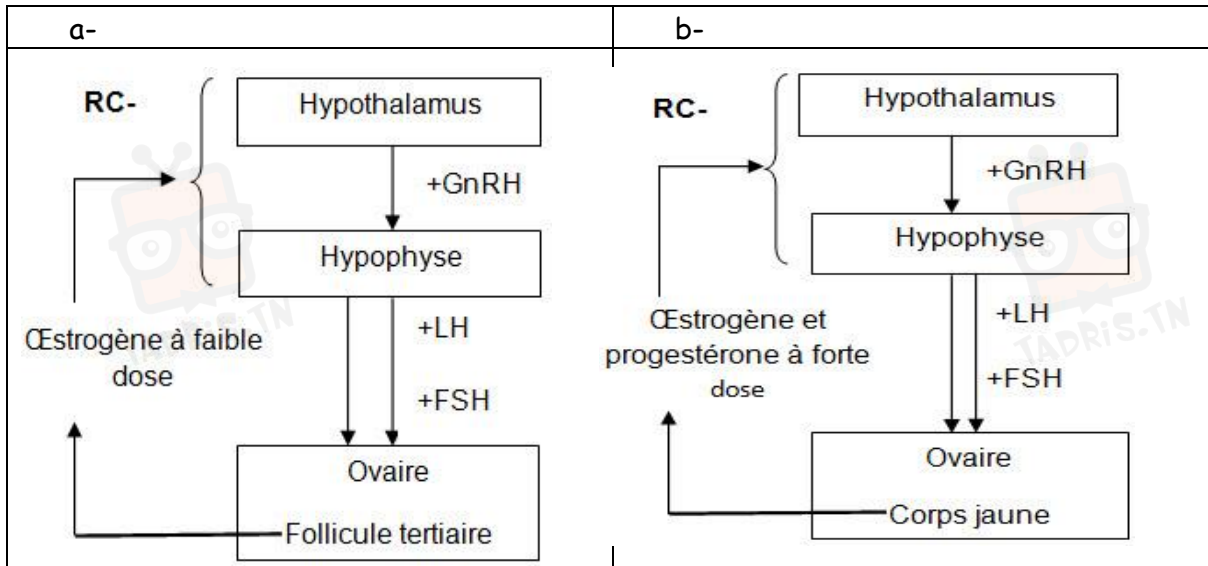 a-
b-
RC-
Hypothalamus
+GnRH
Hypophyse
Œstrogène à faible
dose
+LH
+FSH
Ovaire
Follicule tertiaire
TADRIS.TN
RC-
Hypothalamus
+GnRH
Hypophyse
Œstrogène et
progestérone à forte
dose
+LH
+FSH
Ovaire
Corps jaune
TADRIS.TN